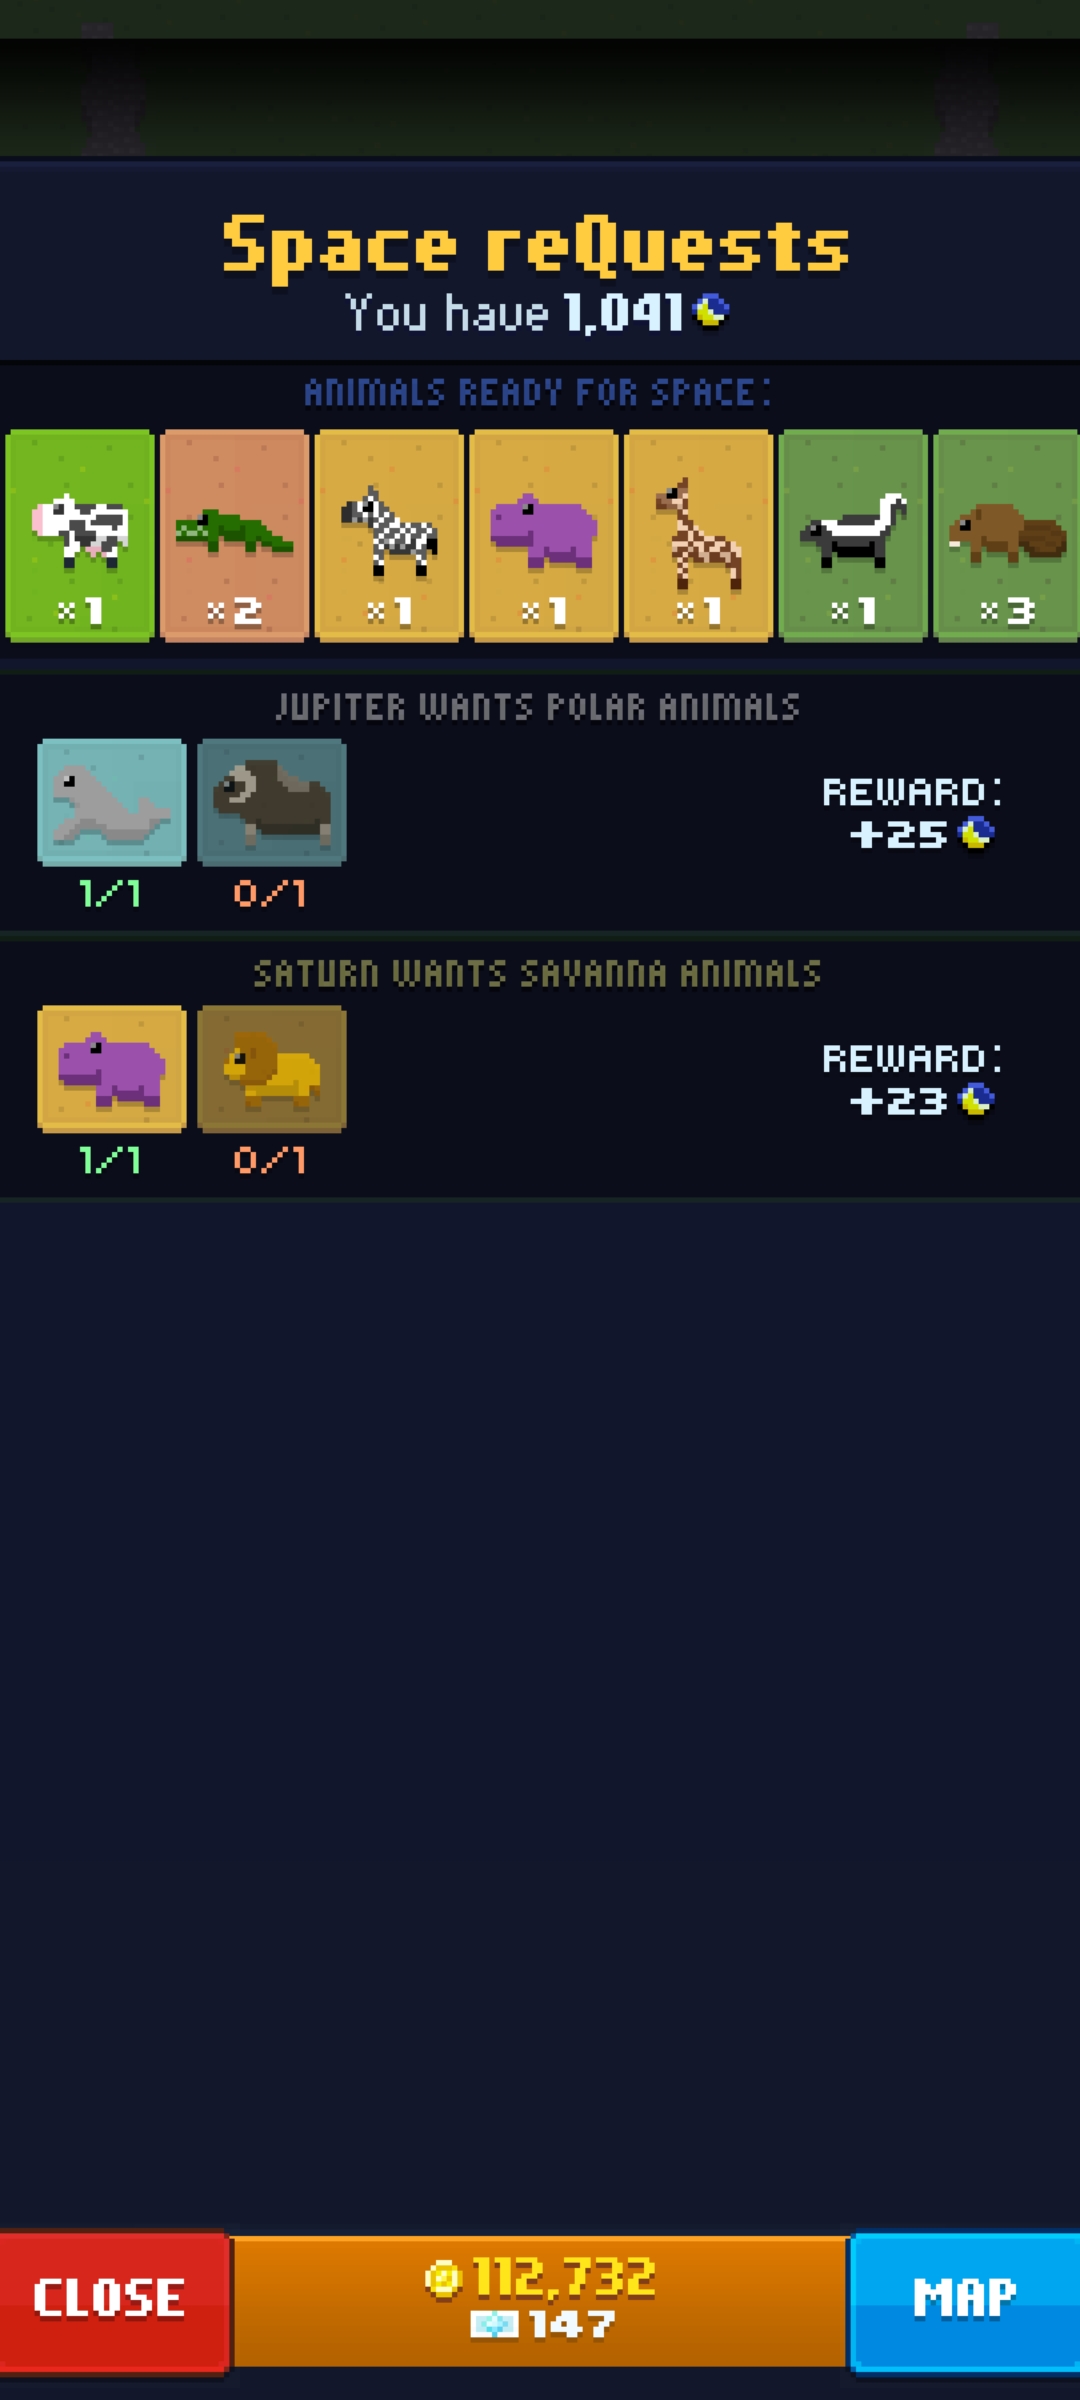 Space reQuests
You have 1,041
ANIMALS READY FOR SPACE:
×1 ×2 ×1 ×1 ×1 ×1 ×3
JUPITER WANTS POLAR ANIMALS
REWARD:
+25
1/1 0/1
SATURN WANTS SAVANNA ANIMALS
REWARD:
+23
1/1 0/1
CLOSE
112,732
147
MAP